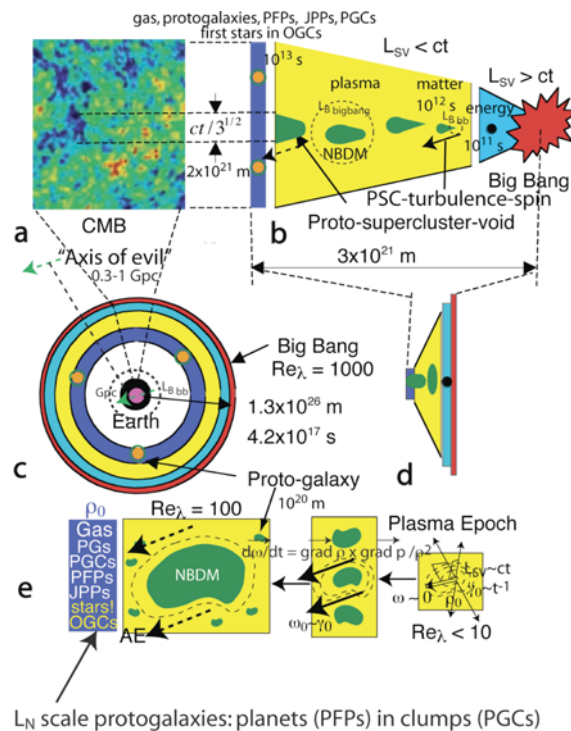 gas, protogalaxies, PFPs, JPPs, PGCs
first stars in OGCs
10¹³ s
L_SV < ct
L_SV > ct
plasma
matter
10¹² s
energy
10¹¹ s
L_B bigbang
L_B bb
NBDM
ct/3^1/2
2x10²¹ m
Big Bang
PSC-turbulence-spin
Proto-supercluster-void
CMB
a
b
"Axis of evil"
0.3-1 Gpc
3x10²¹ m
Big Bang
Re_λ = 1000
Gpc
L_B bb
Earth
1.3x10²⁶ m
4.2x10¹⁷ s
c
d
Proto-galaxy
10²⁰ m
ρ₀
Re_λ = 100
Plasma Epoch
e
Gas
PGs
PGCs
PFPs
JPPs
stars!
OGCs
NBDM
dω/dt = grad ρ x grad p /ρ²
L_SV~ct
γ₀~t⁻¹
ω ~ 0
ρ₀
ω₀~γ₀
Re_λ < 10
AE
L_N scale protogalaxies: planets (PFPs) in clumps (PGCs)